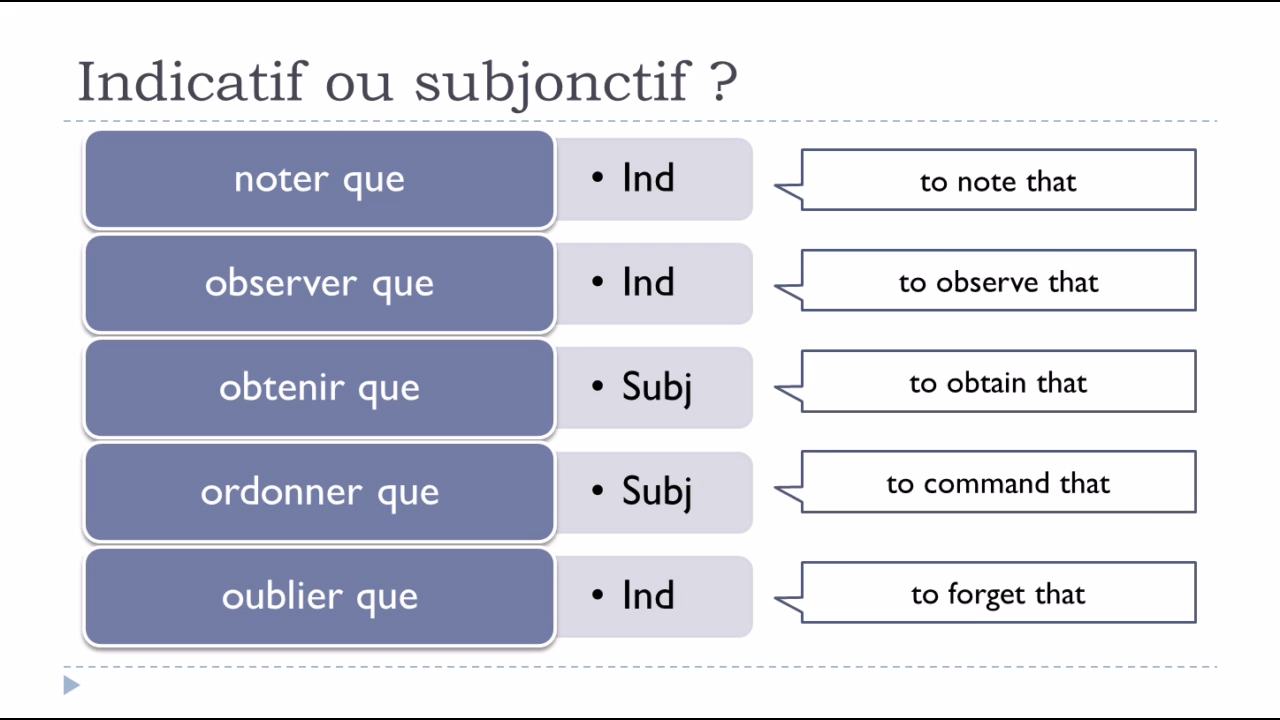 Indicatif ou subjonctif ?
noter que • Ind to note that
observer que • Ind to observe that
obtenir que • Subj to obtain that
ordonner que • Subj to command that
oublier que • Ind to forget that